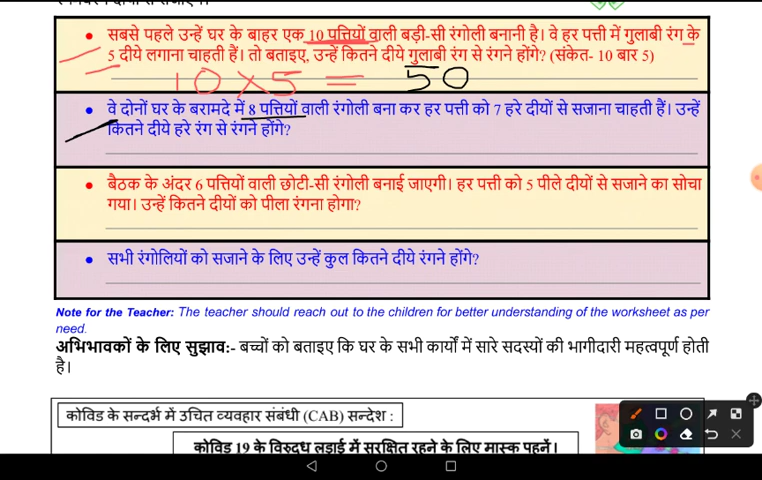 • सबसे पहले उन्हें घर के बाहर एक 10 पत्तियों वाली बड़ी-सी रंगोली बनानी है। वे हर पत्ती में गुलाबी रंग के
5 दीये लगाना चाहती हैं। तो बताइए, उन्हें कितने दीये गुलाबी रंग से रंगने होंगे? (संकेत- 10 बार 5)
10 × 5 = 50
• वे दोनों घर के बरामदे में 8 पत्तियों वाली रंगोली बना कर हर पत्ती को 7 हरे दीयों से सजाना चाहती हैं। उन्हें
कितने दीये हरे रंग से रंगने होंगे?
• बैठक के अंदर 6 पत्तियों वाली छोटी-सी रंगोली बनाई जाएगी। हर पत्ती को 5 पीले दीयों से सजाने का सोचा
गया। उन्हें कितने दीयों को पीला रंगना होगा?
• सभी रंगोलियों को सजाने के लिए उन्हें कुल कितने दीये रंगने होंगे?
Note for the Teacher: The teacher should reach out to the children for better understanding of the worksheet as per
need.
अभिभावकों के लिए सुझाव:- बच्चों को बताइए कि घर के सभी कार्यों में सारे सदस्यों की भागीदारी महत्वपूर्ण होती
है।
कोविड के सन्दर्भ में उचित व्यवहार संबंधी (CAB) सन्देश :
कोविड 19 के विरुद्ध लड़ाई में सुरक्षित रहने के लिए मास्क पहनें।